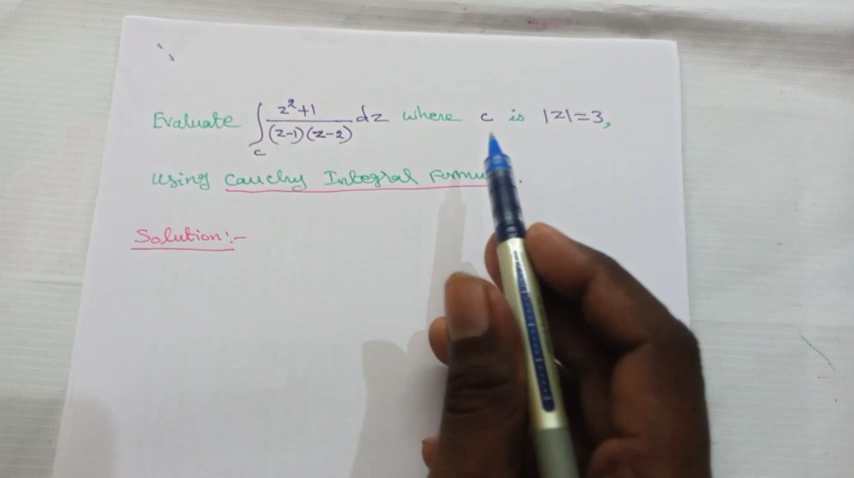 Evaluate ∫_c (z²+1)/((z-1)(z-2)) dz where c is |z|=3,
using Cauchy Integral
Solution:-